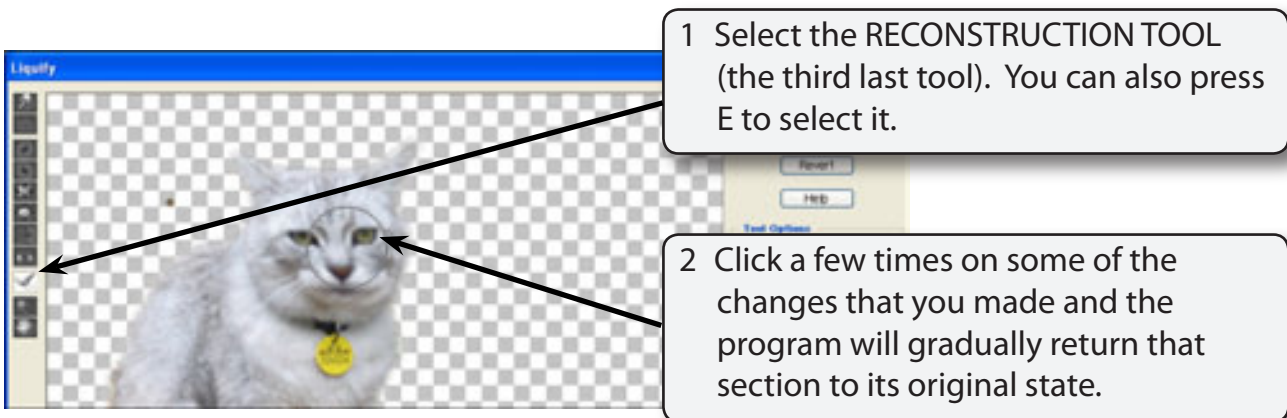 1 Select the RECONSTRUCTION TOOL
(the third last tool). You can also press
E to select it.
Liquify
Revert
Help
Tool Options
2 Click a few times on some of the
changes that you made and the
program will gradually return that
section to its original state.